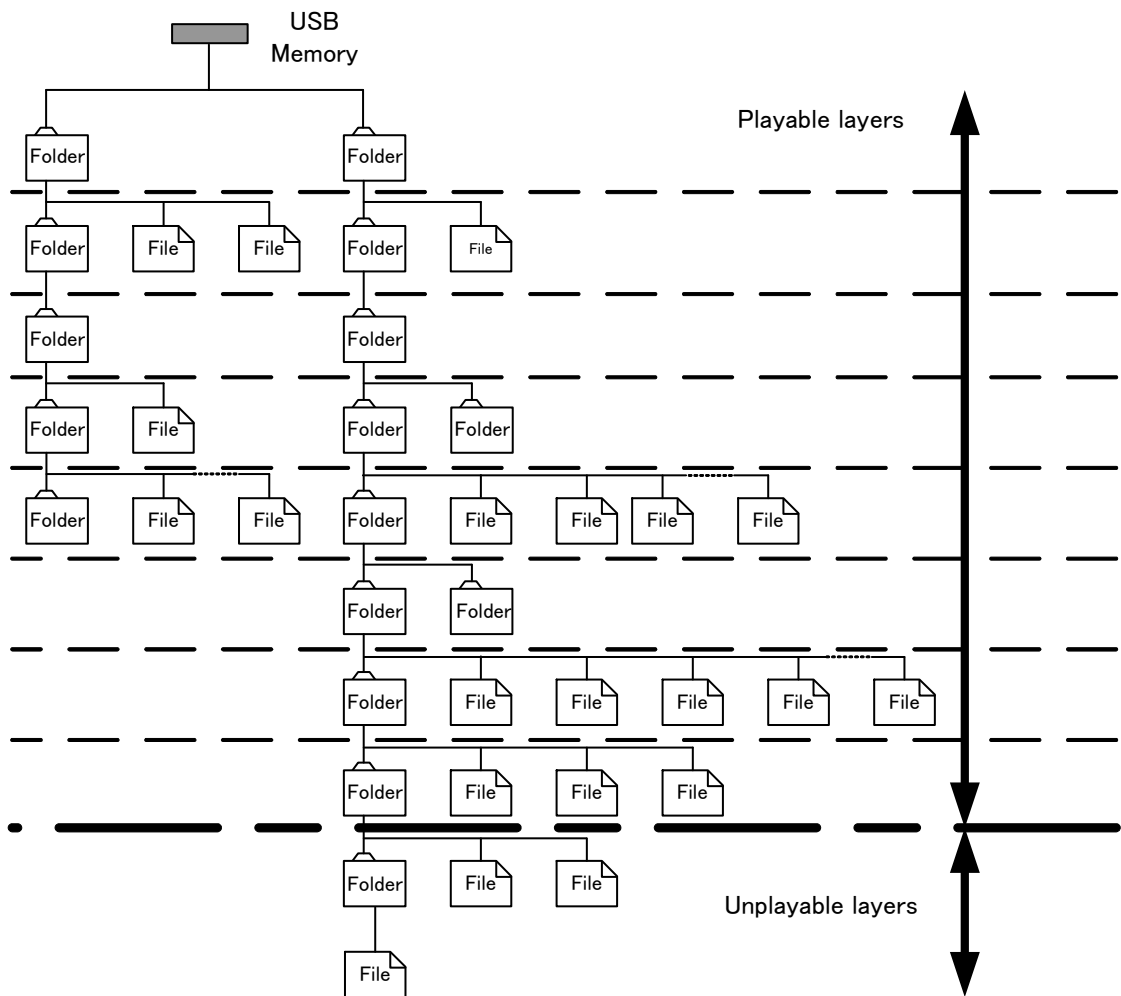 USB
Memory
Playable layers
Folder Folder
Folder File File Folder File
Folder Folder
Folder File Folder Folder
Folder File File Folder File File File File
Folder Folder
Folder File File File File File
Folder File File File
Folder File File
Unplayable layers
File